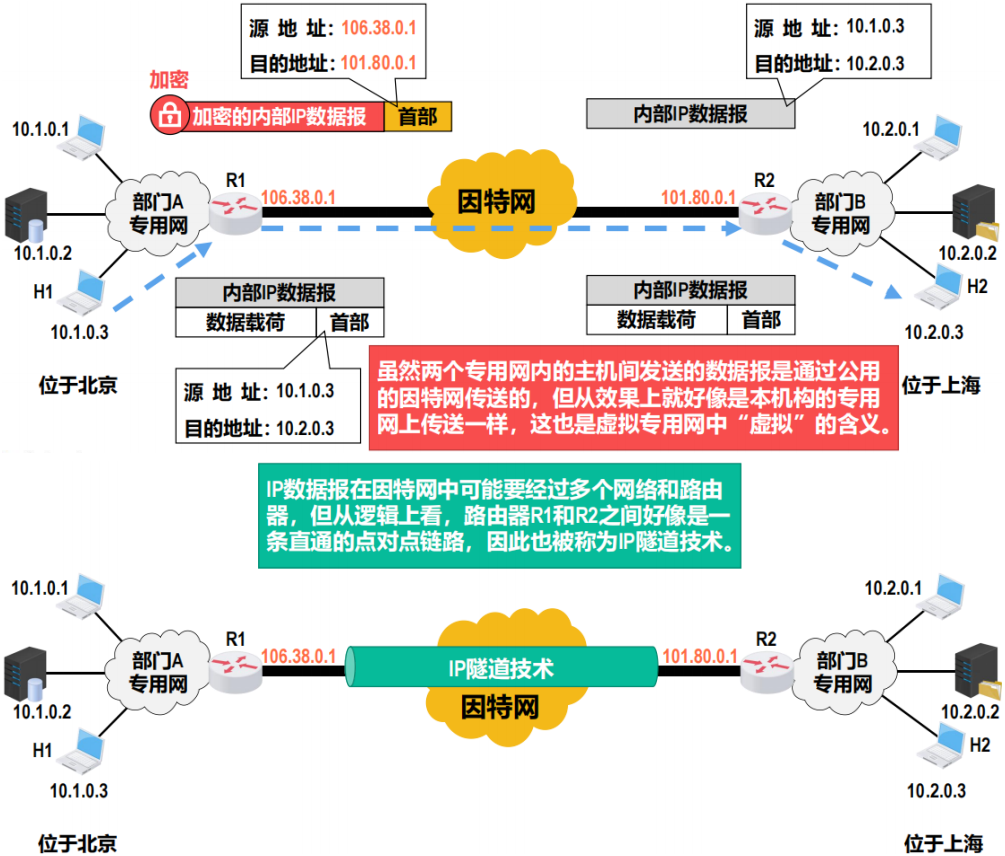 源 地 址：106.38.0.1
目的地址：101.80.0.1
源 地 址：10.1.0.3
目的地址：10.2.0.3
加密
加密的内部IP数据报 首部
内部IP数据报
10.1.0.1
10.2.0.1
部门A
专用网
R1
106.38.0.1
因特网
101.80.0.1
R2
部门B
专用网
10.1.0.2
10.2.0.2
H1
H2
10.1.0.3
10.2.0.3
内部IP数据报
数据载荷 首部
内部IP数据报
数据载荷 首部
位于北京
位于上海
源 地 址：10.1.0.3
目的地址：10.2.0.3
虽然两个专用网内的主机间发送的数据报是通过公用
的因特网传送的，但从效果上就好像是本机构的专用
网上传送一样，这也是虚拟专用网中“虚拟”的含义。
IP数据报在因特网中可能要经过多个网络和路由
器，但从逻辑上看，路由器R1和R2之间好像是一
条直通的点对点链路，因此也被称为IP隧道技术。
10.1.0.1
10.2.0.1
部门A
专用网
R1
106.38.0.1
IP隧道技术
因特网
101.80.0.1
R2
部门B
专用网
10.1.0.2
10.2.0.2
H1
H2
10.1.0.3
10.2.0.3
位于北京
位于上海